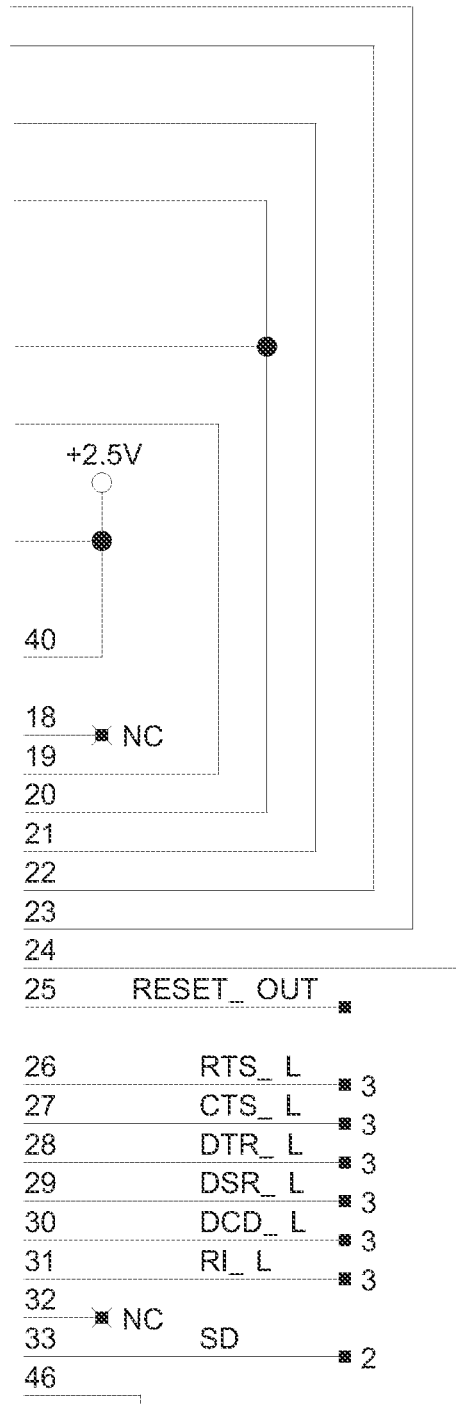 +2.5V
40
18 NC
19
20
21
22
23
24
25 RESET_ OUT
26 RTS_ L 3
27 CTS_ L 3
28 DTR_ L 3
29 DSR_ L 3
30 DCD_ L 3
31 RI_ L 3
32 NC
33 SD 2
46